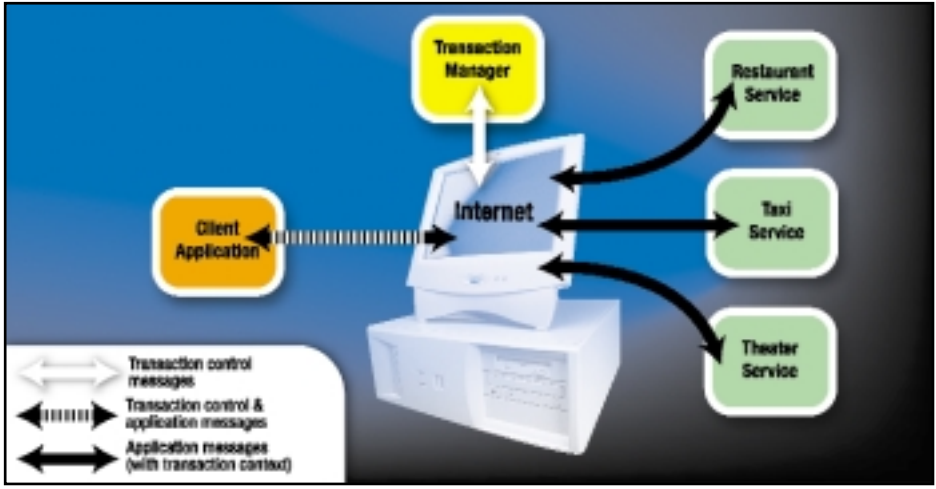 Transaction
Manager
Restaurant
Service
Client
Application
Internet
Taxi
Service
Theater
Service
Transaction control
messages
Transaction control &
application messages
Application messages
(with transaction context)